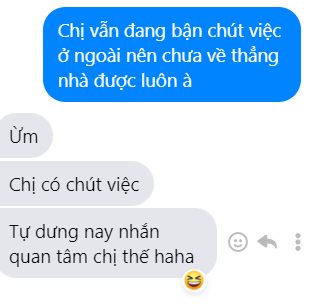 Chị vẫn đang bận chút việc
ở ngoài nên chưa về thẳng
nhà được luôn à
Ừm
Chị có chút việc
Tự dưng nay nhắn
quan tâm chị thế haha